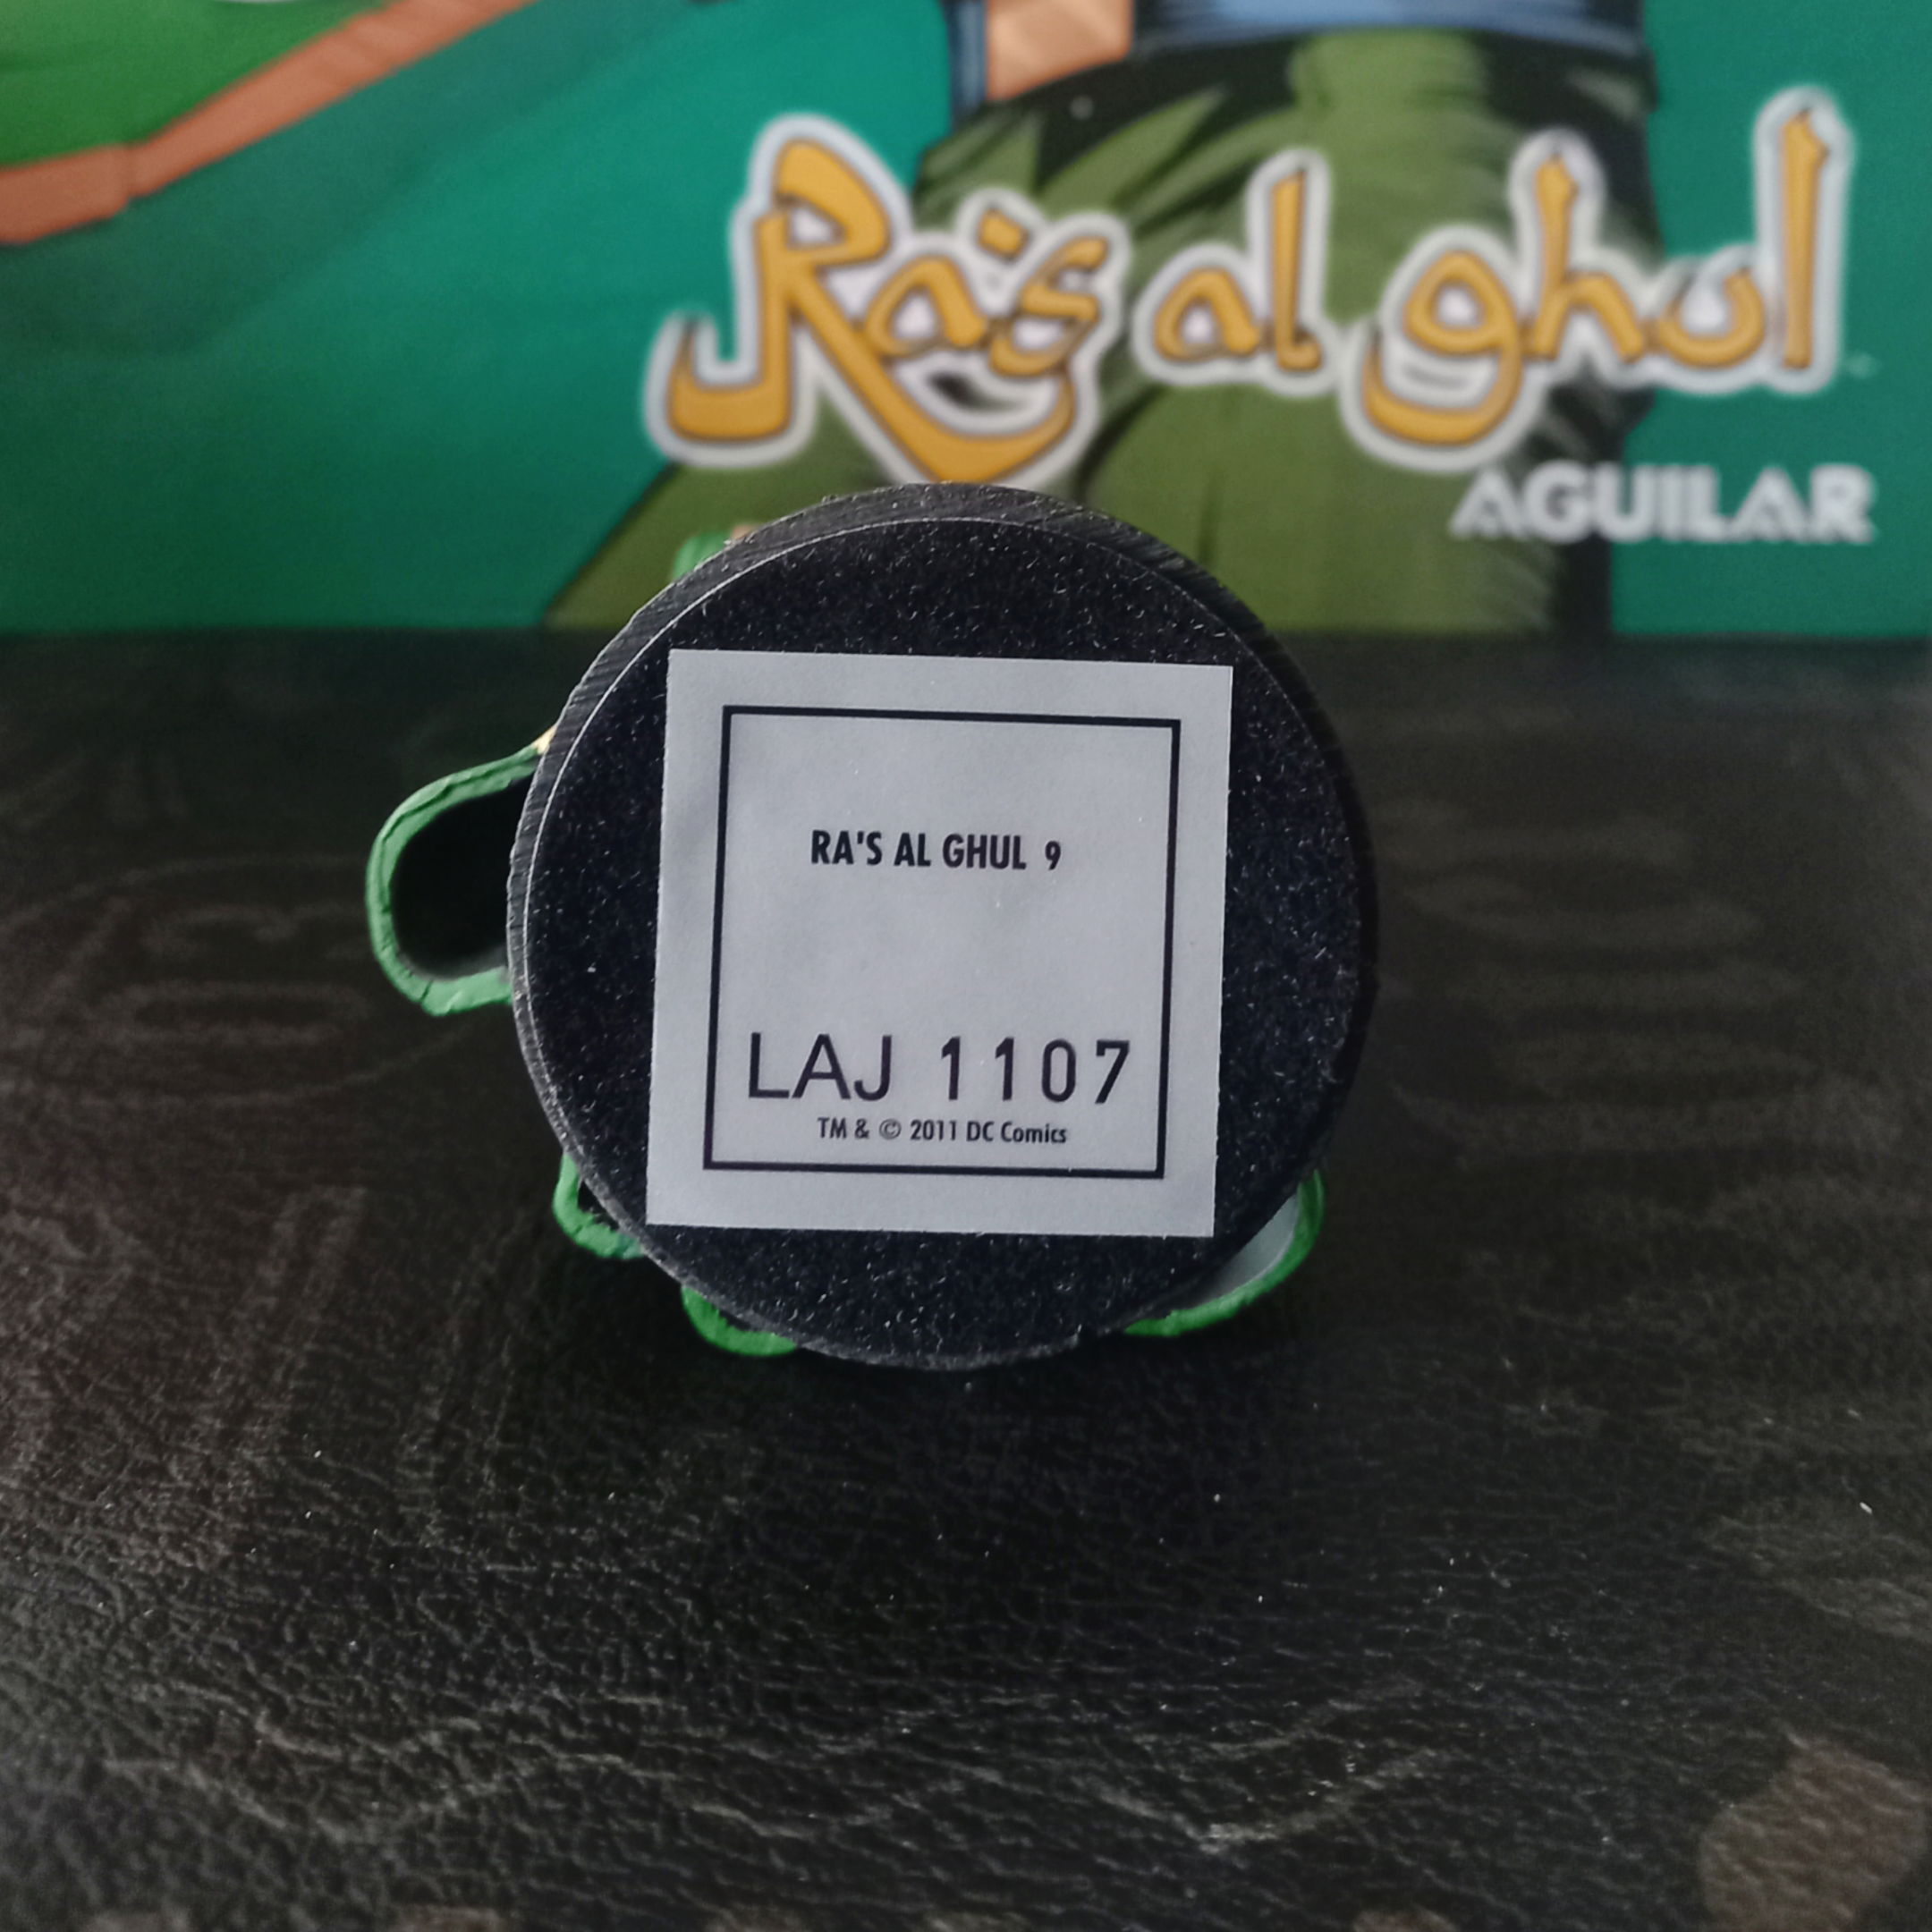 Ra's al ghul
AGUILAR
RA'S AL GHUL 9
LAJ 1107
TM & © 2011 DC Comics